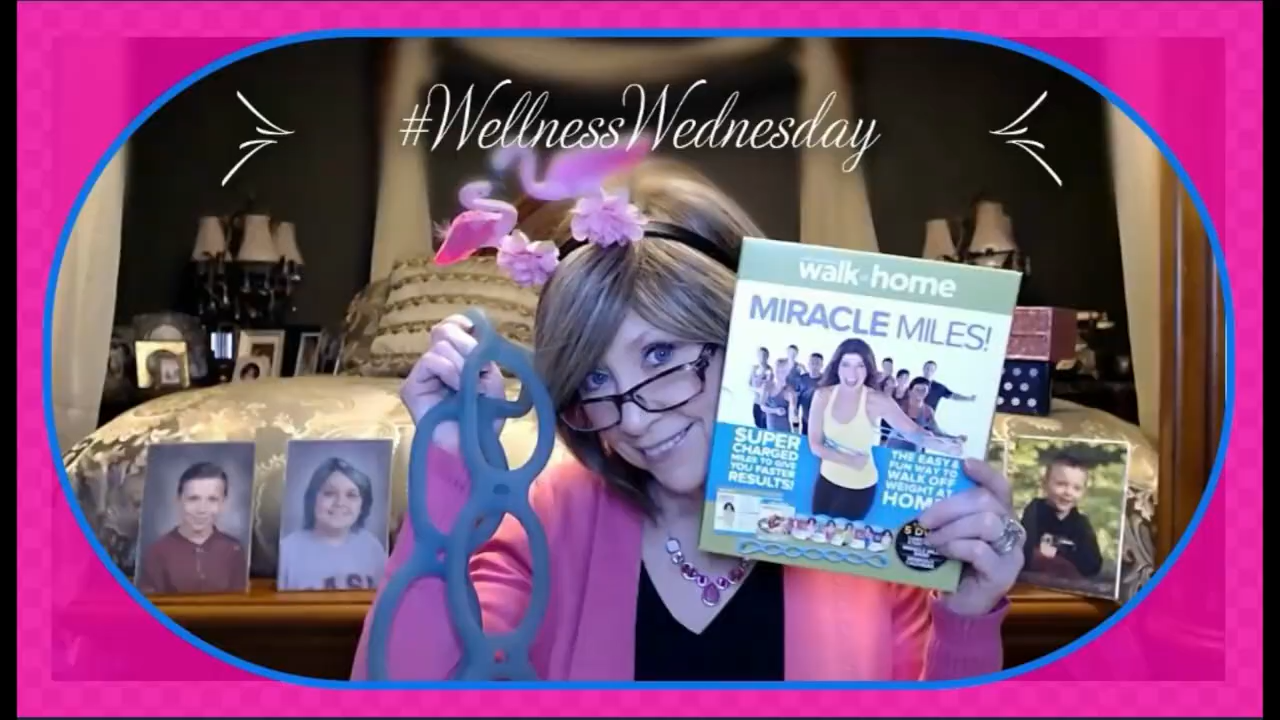 #WellnessWednesday
walk at home
MIRACLE MILES!
SUPER
CHARGED
MILES TO GIVE
YOU FASTER
RESULTS!
THE EASY &
FUN WAY TO
WALK OFF
WEIGHT AT
HOME